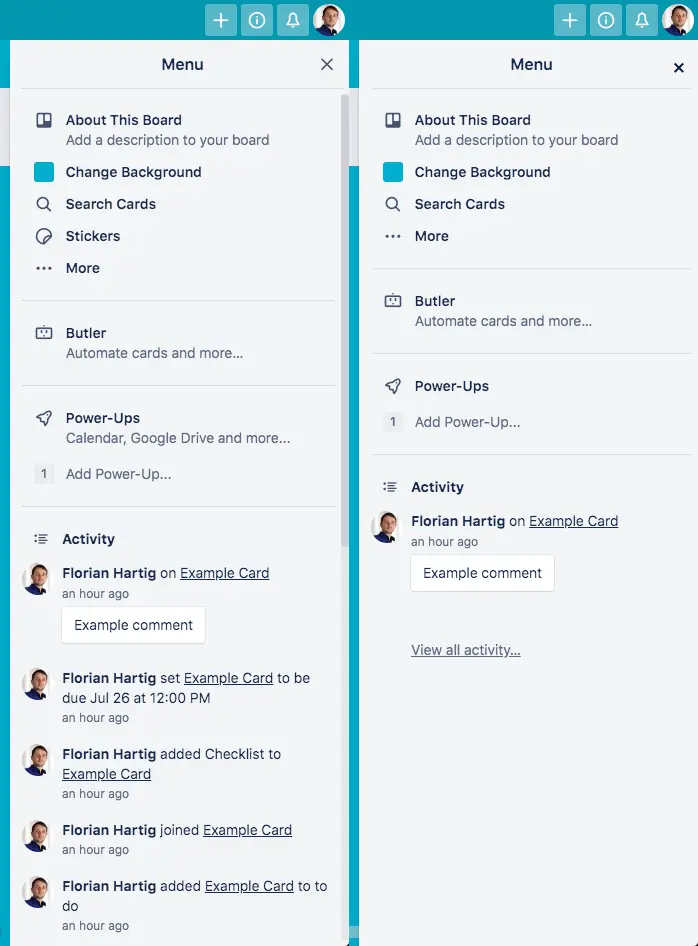 Menu
About This Board
Add a description to your board
Change Background
Search Cards
Stickers
More
Butler
Automate cards and more...
Power-Ups
Calendar, Google Drive and more...
1 Add Power-Up...
Activity
Florian Hartig on Example Card
an hour ago
Example comment
Florian Hartig set Example Card to be
due Jul 26 at 12:00 PM
an hour ago
Florian Hartig added Checklist to
Example Card
an hour ago
Florian Hartig joined Example Card
an hour ago
Florian Hartig added Example Card to to
do
an hour ago
Menu
About This Board
Add a description to your board
Change Background
Search Cards
More
Butler
Automate cards and more...
Power-Ups
1 Add Power-Up...
Activity
Florian Hartig on Example Card
an hour ago
Example comment
View all activity...